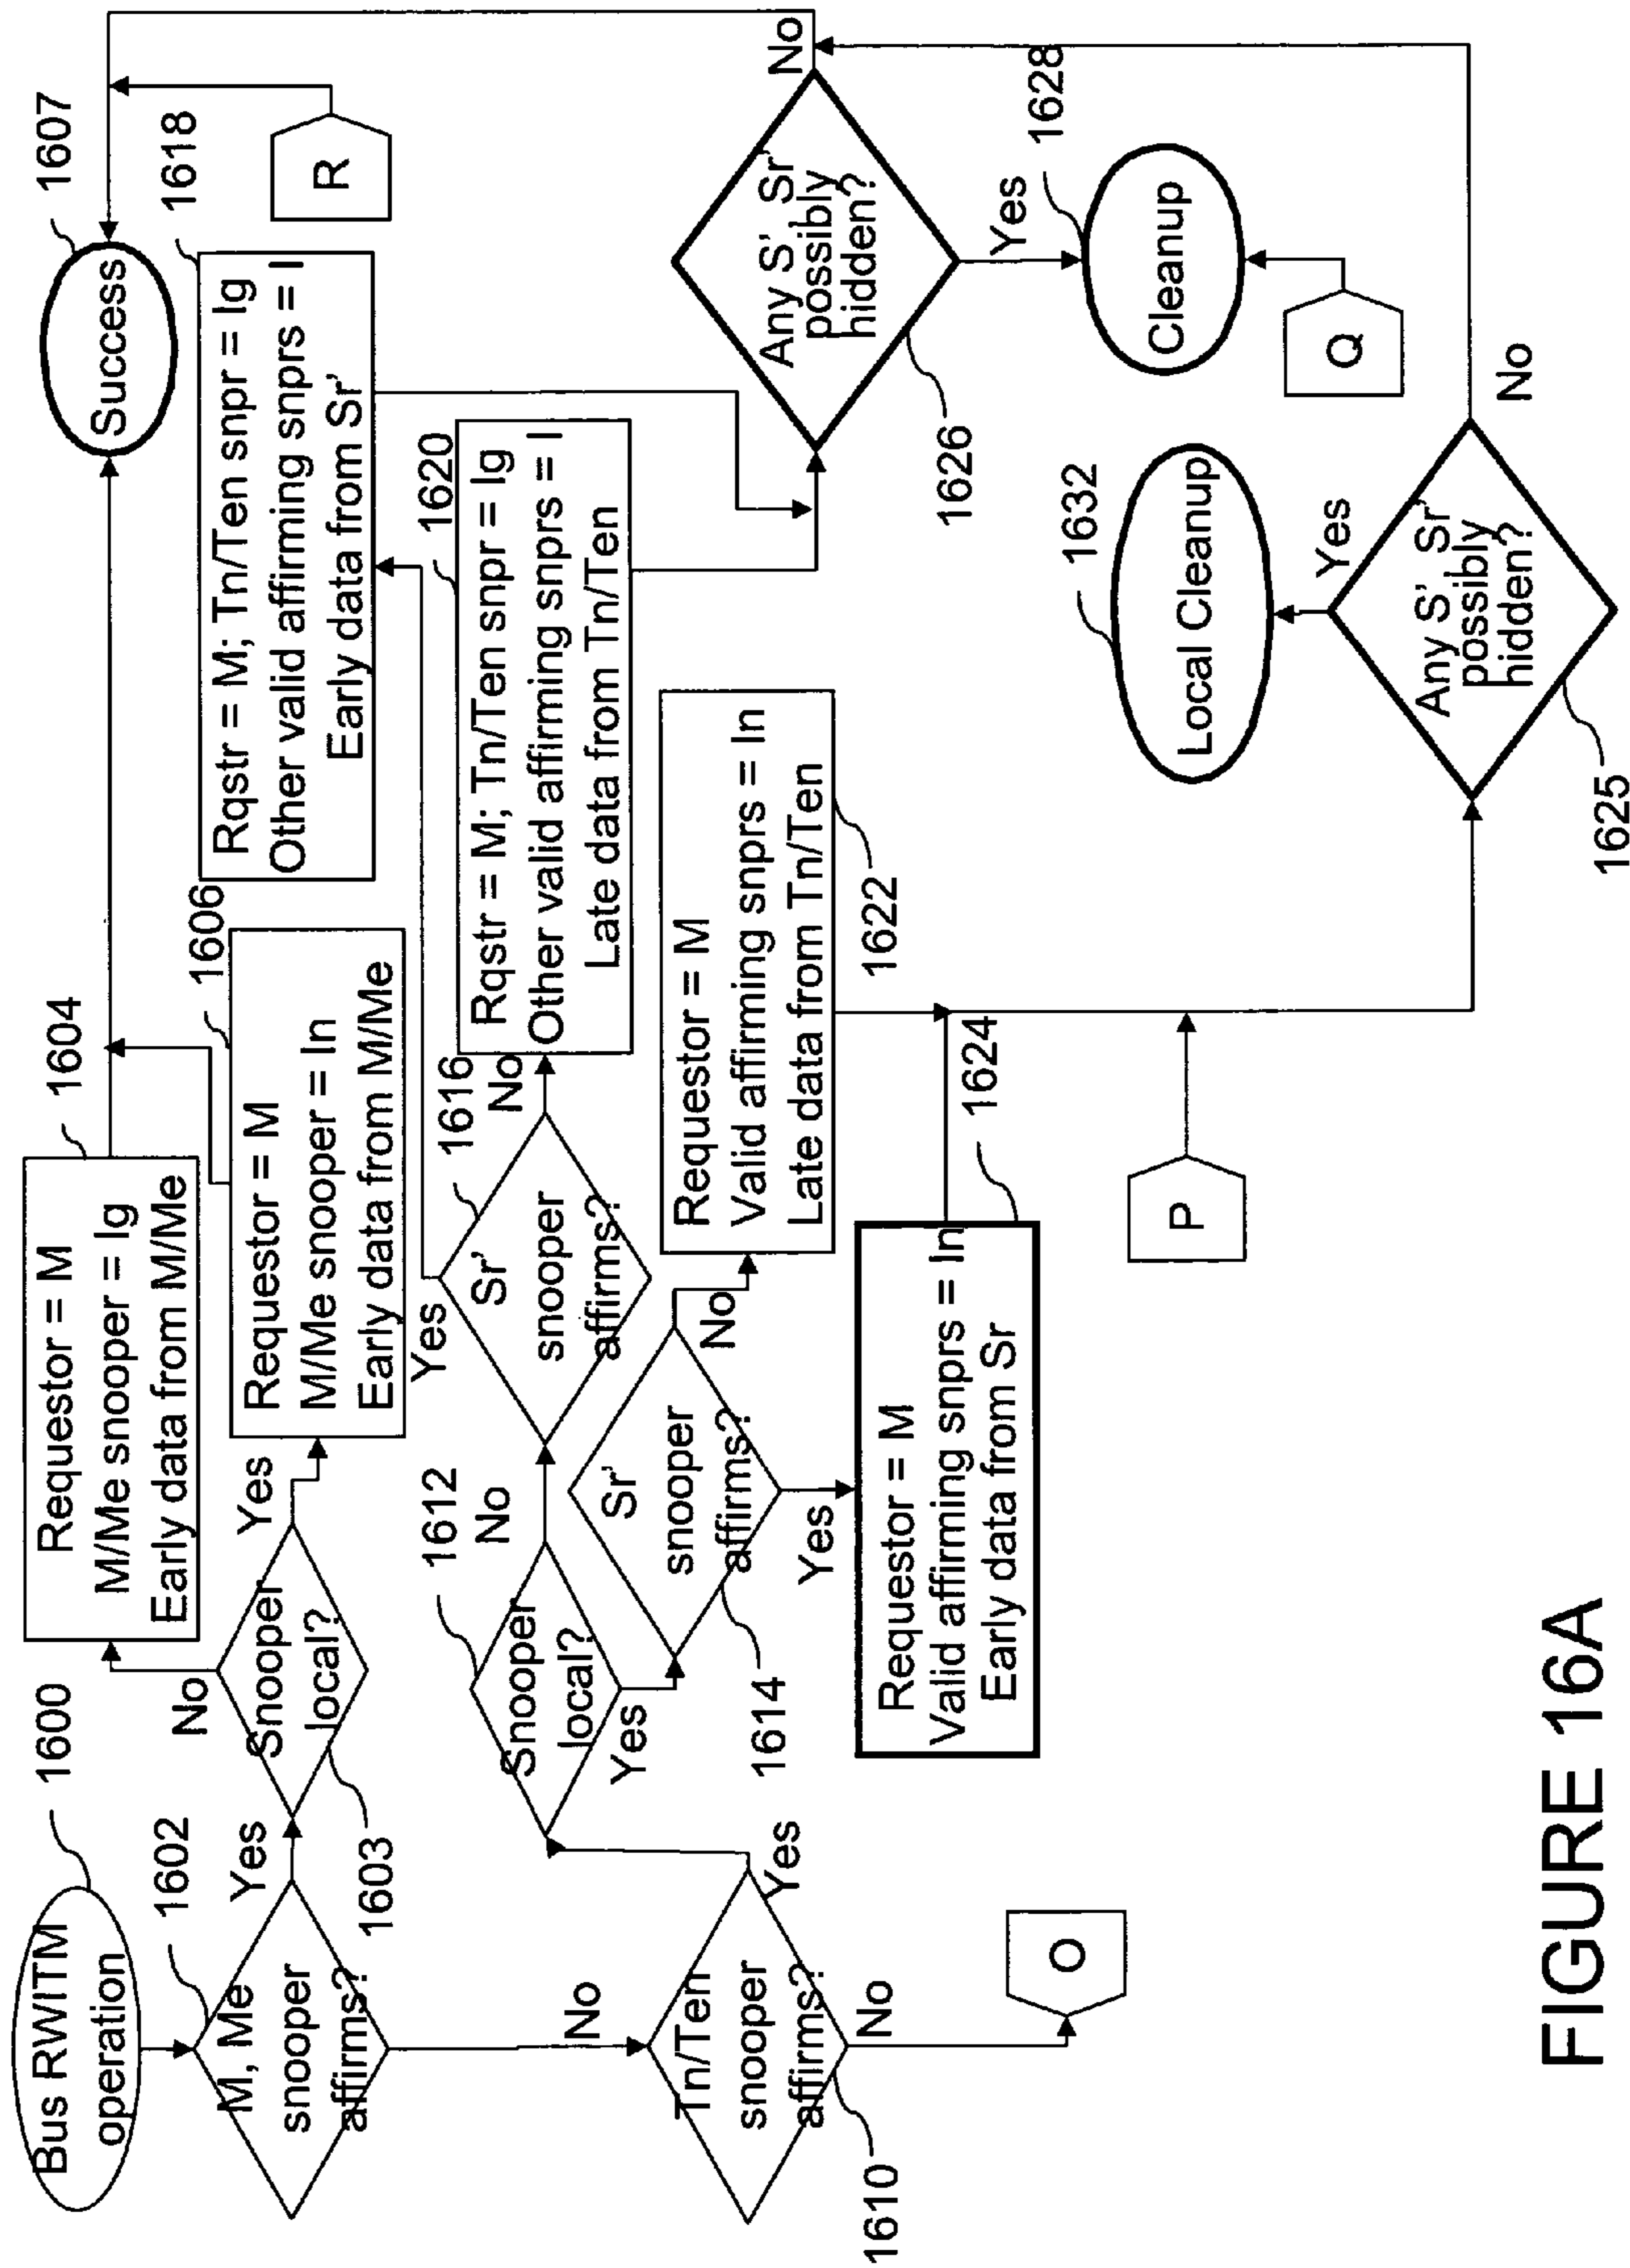 Bus RWITM
operation
1600
1602
M, Me
snooper
affirms?
Yes
No
1603
Snooper
local?
No
Yes
1604
Requestor = M
M/Me snooper = Ig
Early data from M/Me
1606
Requestor = M
M/Me snooper = In
Early data from M/Me
1607
Success
R
1610
Tn/Ten
snooper
affirms?
Yes
No
O
1612
Snooper
local?
No
Yes
1614
Sr'
snooper
affirms?
No
Yes
1616
Sr'
snooper
affirms?
Yes
No
1618
Rqstr = M; Tn/Ten snpr = Ig
Other valid affirming snprs = I
Early data from Sr'
1620
Rqstr = M; Tn/Ten snpr = Ig
Other valid affirming snprs = I
Late data from Tn/Ten
1622
Requestor = M
Valid affirming snprs = In
Late data from Tn/Ten
1624
Requestor = M
Valid affirming snprs = In
Early data from Sr
P
1626
Any S' Sr'
possibly
hidden?
No
Yes
1628
Cleanup
Q
1625
Any S' Sr'
possibly
hidden?
Yes
No
1632
Local Cleanup
FIGURE 16A